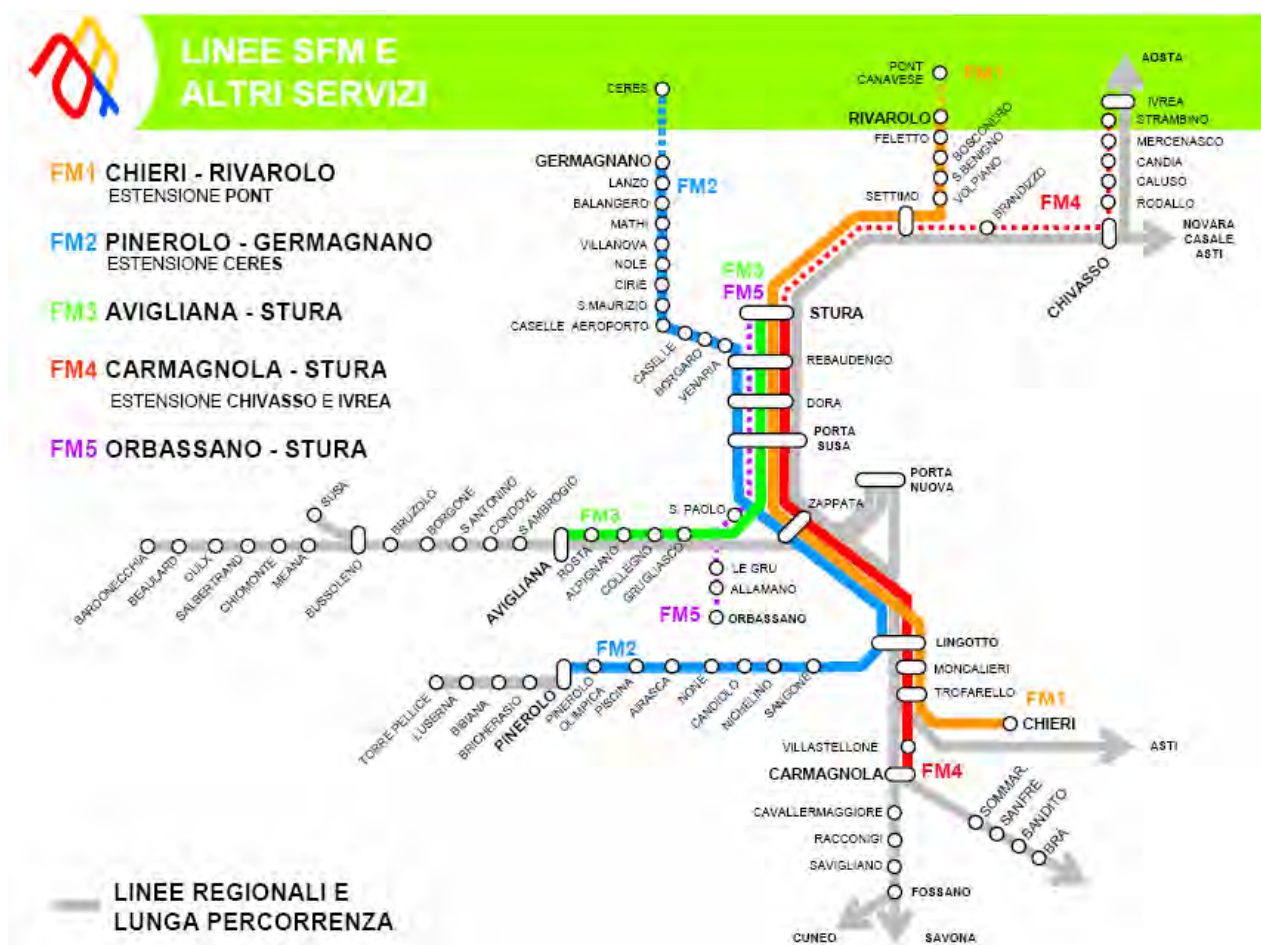 LINEE SFM E
ALTRI SERVIZI
FM1 CHIERI - RIVAROLO
ESTENSIONE PONT
FM2 PINEROLO - GERMAGNANO
ESTENSIONE CERES
FM3 AVIGLIANA - STURA
FM4 CARMAGNOLA - STURA
ESTENSIONE CHIVASSO E IVREA
FM5 ORBASSANO - STURA
CERES
GERMAGNANO
FM2
LANZO
BALANGERO
MATHI
VILLANOVA
NOLE
CIRIÈ
S.MAURIZIO
CASELLE AEROPORTO
CASELLE
BORGARO
VENARIA
PONT
CANAVESE
FM1
RIVAROLO
FELETTO
BOSCONERO
S.BENIGNO
VOLPIANO
SETTIMO
BRANDIZZO
FM4
AOSTA
IVREA
STRAMBINO
MERCENASCO
CANDIA
CALUSO
RODALLO
NOVARA
CASALE
ASTI
CHIVASSO
FM3
FM5
STURA
REBAUDENGO
DORA
PORTA
SUSA
PORTA
NUOVA
ZAPPATA
S. PAOLO
SUSA
BARDONECCHIA
BEAULARD
OULX
SALBERTRAND
CHIOMONTE
MEANA
BUSSOLENO
BRUZOLO
BORGONE
S.ANTONINO
CONDOVE
S.AMBROGIO
AVIGLIANA
FM3
ROSTA
ALPIGNANO
COLLEGNO
GRUGLIASCO
LE GRU
ALLAMANO
FM5
ORBASSANO
FM2
TORRE PELLICE
LUSERNA
BIBIANA
BRICHERASIO
PINEROLO
PINEROLO
OLIMPICA
PISCINA
AIRASCA
NONE
CANDIOLO
NICHELINO
SANGONE
LINGOTTO
MONCALIERI
TROFARELLO
FM1
CHIERI
ASTI
VILLASTELLONE
CARMAGNOLA
FM4
SOMMAR.
SANFRÈ
BANDITO
BRÀ
CAVALLERMAGGIORE
RACCONIGI
SAVIGLIANO
FOSSANO
CUNEO
SAVONA
LINEE REGIONALI E
LUNGA PERCORRENZA